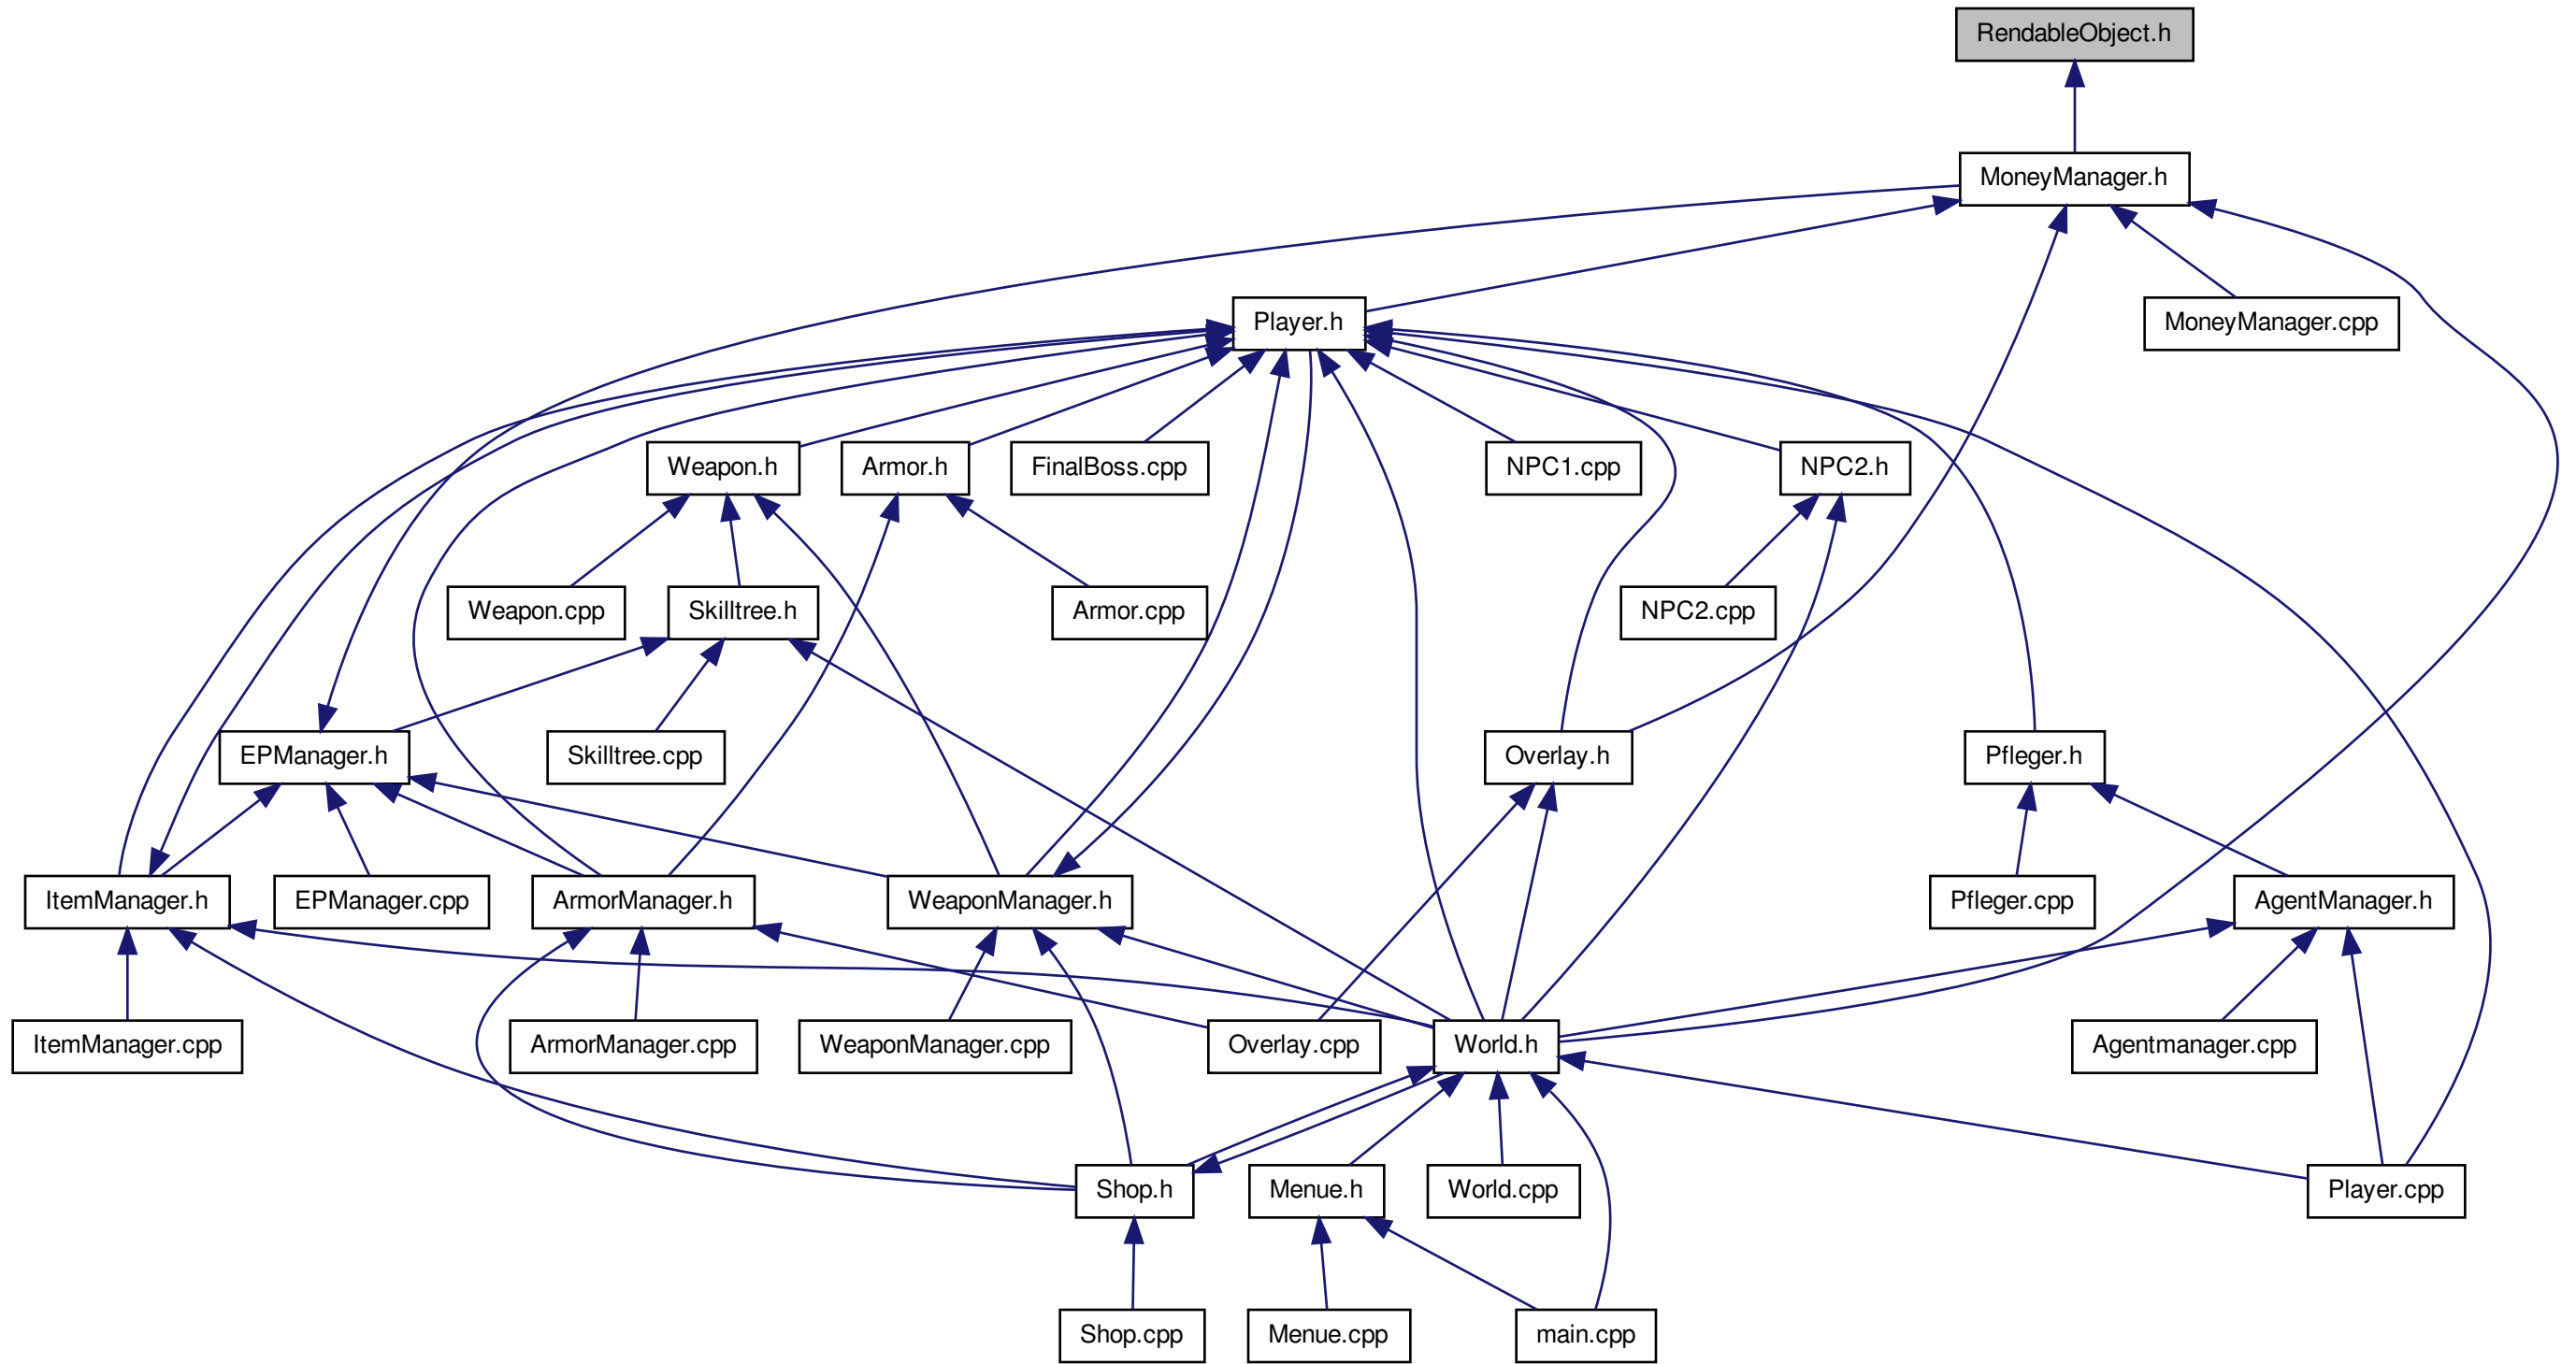 RendableObject.h
MoneyManager.h
Player.h
MoneyManager.cpp
Weapon.h
Armor.h
FinalBoss.cpp
NPC1.cpp
NPC2.h
Weapon.cpp
Skilltree.h
Armor.cpp
NPC2.cpp
EPManager.h
Skilltree.cpp
Overlay.h
Pfleger.h
ItemManager.h
EPManager.cpp
ArmorManager.h
WeaponManager.h
Pfleger.cpp
AgentManager.h
ItemManager.cpp
ArmorManager.cpp
WeaponManager.cpp
Overlay.cpp
World.h
Agentmanager.cpp
Shop.h
Menue.h
World.cpp
Player.cpp
Shop.cpp
Menue.cpp
main.cpp